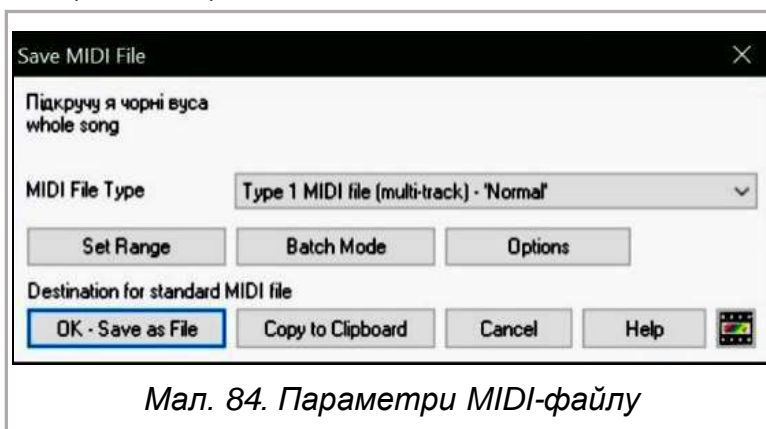 Save MIDI File
Підкручу я чорні вуса
whole song
MIDI File Type
Type 1 MIDI file (multi-track) - 'Normal'
Set Range
Batch Mode
Options
Destination for standard MIDI file
OK - Save as File
Copy to Clipboard
Cancel
Help
Мал. 84. Параметри MIDI-файлу